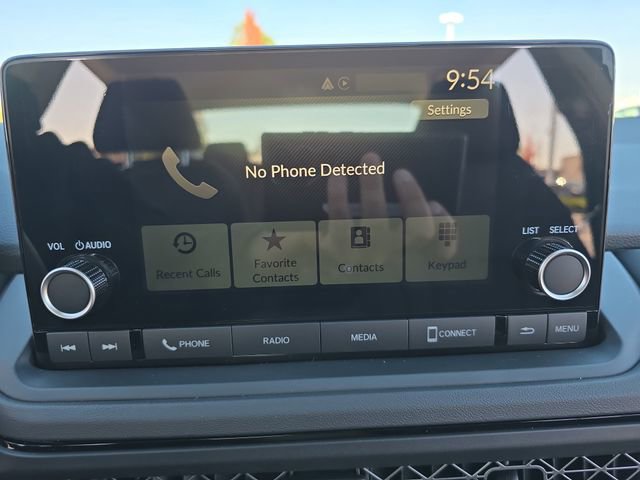 9:54
Settings
No Phone Detected
Recent Calls
Favorite
Contacts
Contacts
Keypad
VOL AUDIO
LIST SELECT
PHONE
RADIO
MEDIA
CONNECT
MENU